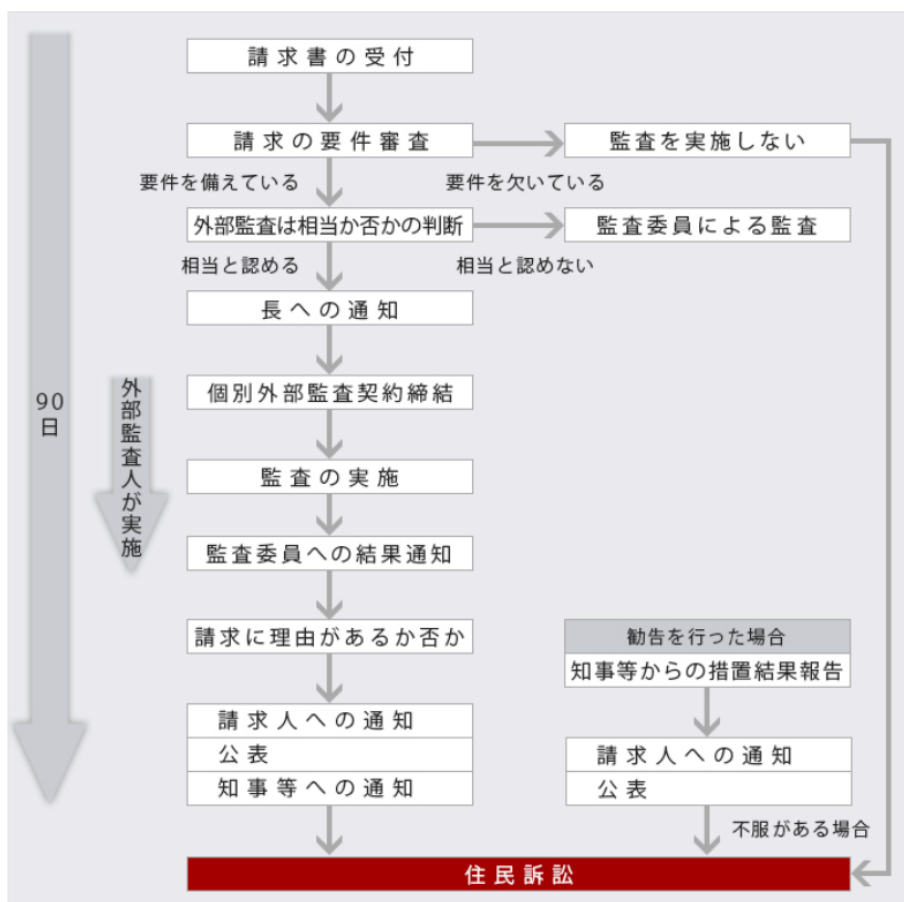 請求書の受付
請求の要件審査
監査を実施しない
要件を備えている
要件を欠いている
外部監査は相当か否かの判断
監査委員による監査
相当と認める
相当と認めない
長への通知
90日
外部監査人が実施
個別外部監査契約締結
監査の実施
監査委員への結果通知
請求に理由があるか否か
勧告を行った場合
知事等からの措置結果報告
請求人への通知
公表
知事等への通知
請求人への通知
公表
不服がある場合
住民訴訟